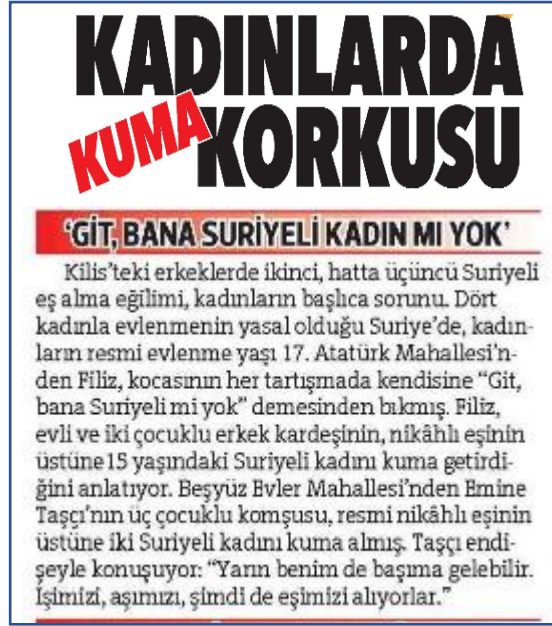 KADINLARDA
KUMA KORKUSU
‘GİT, BANA SURİYELİ KADIN MI YOK’
Kilis’teki erkeklerde ikinci, hatta üçüncü Suriyeli
eş alma eğilimi, kadınların başlıca sorunu. Dört
kadınla evlenmenin yasal olduğu Suriye’de, kadın-
ların resmi evlenme yaşı 17. Atatürk Mahallesi’n-
den Filiz, kocasının her tartışmada kendisine “Git,
bana Suriyeli mi yok” demesinden bıkmış. Filiz,
evli ve iki çocuklu erkek kardeşinin, nikâhlı eşinin
üstüne 15 yaşındaki Suriyeli kadını kuma getirdi-
ğini anlatıyor. Beşyüz Evler Mahallesi’nden Emine
Taşçı’nın üç çocuklu komşusu, resmi nikâhlı eşinin
üstüne iki Suriyeli kadını kuma almış. Taşçı endi-
şeyle konuşuyor: “Yarın benim de başıma gelebilir.
İşimizi, aşımızı, şimdi de eşimizi alıyorlar.”